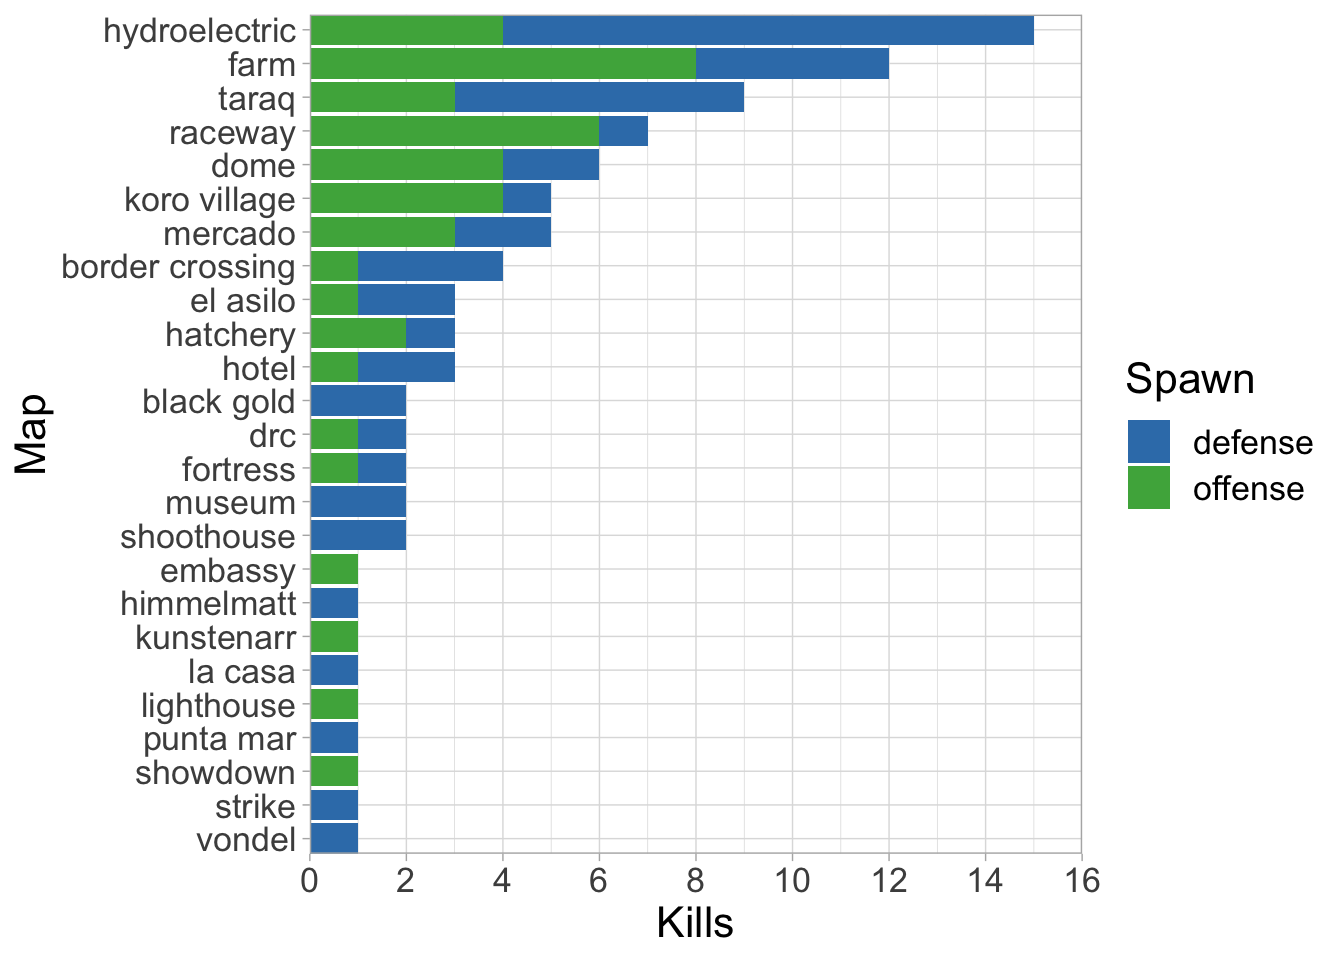 hydroelectric
farm
taraq
raceway
dome
koro village
mercado
border crossing
el asilo
hatchery
hotel
black gold
drc
fortress
museum
shoothouse
embassy
himmelmatt
kunstenarr
la casa
lighthouse
punta mar
showdown
strike
vondel
Map
0 2 4 6 8 10 12 14 16
Kills
Spawn
defense
offense